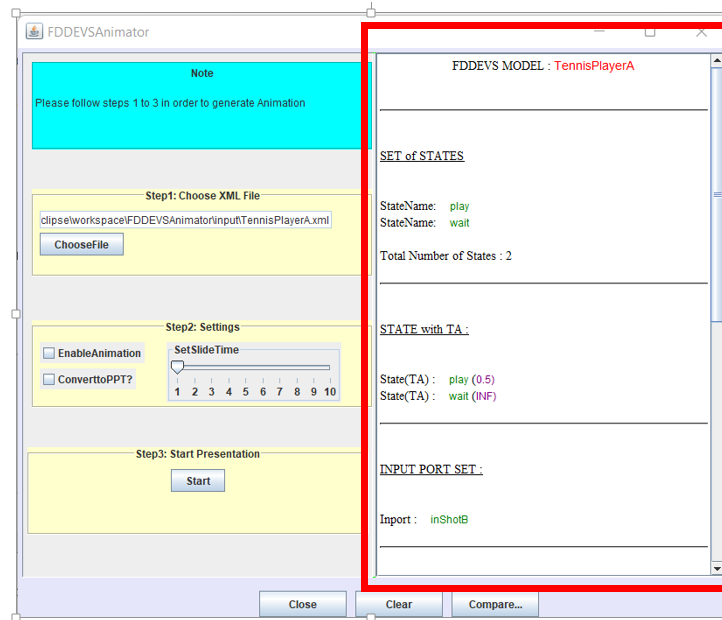 FDDEVSAnimator
Note
Please follow steps 1 to 3 in order to generate Animation
Step1: Choose XML File
clipse\workspace\FDDEVSAnimator\input\TennisPlayerA.xml
ChooseFile
Step2: Settings
EnableAnimation
ConverttoPPT?
SetSlideTime
1 2 3 4 5 6 7 8 9 10
Step3: Start Presentation
Start
FDDEVS MODEL : TennisPlayerA
SET of STATES
StateName: play
StateName: wait
Total Number of States : 2
STATE with TA :
State(TA) : play (0.5)
State(TA) : wait (INF)
INPUT PORT SET :
Inport : inShotB
Close Clear Compare...